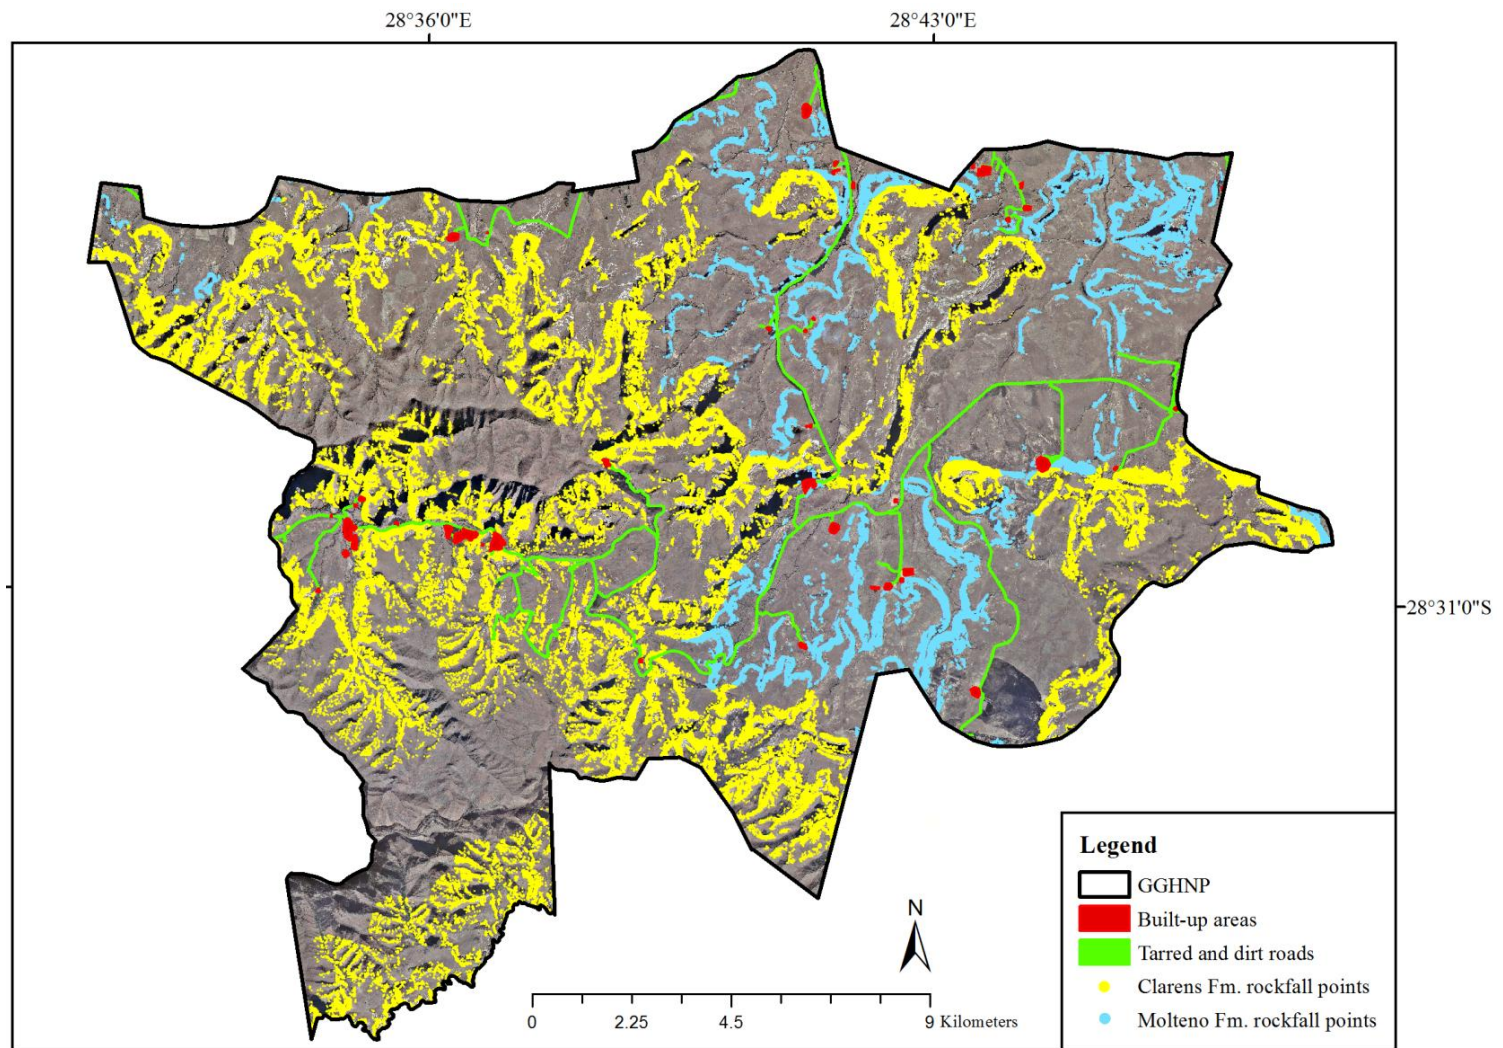 28°36'0"E
28°43'0"E
28°31'0"S
N
0 2.25 4.5 9 Kilometers
Legend
GGHNP
Built-up areas
Tarred and dirt roads
Clarens Fm. rockfall points
Molteno Fm. rockfall points